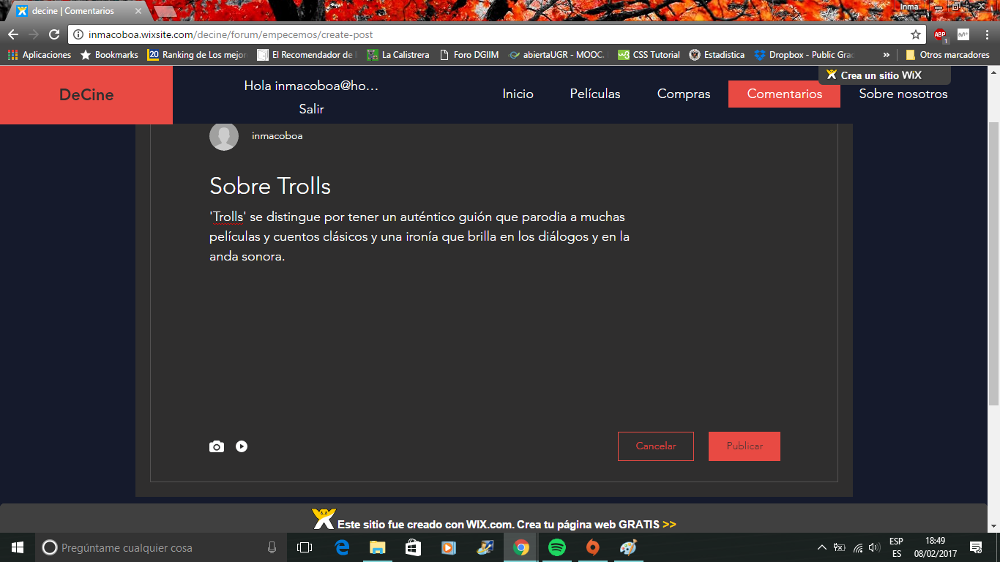 decine | Comentarios
Inma
inmacoboa.wixsite.com/decine/forum/empecemos/create-post
ABP
1
Aplicaciones
Bookmarks
20 Ranking de Los mejor
El Recomendador de
La Calistrera
Foro DGIIM
abiertaUGR - MOOC.
CSS Tutorial
Estadistica
Dropbox - Public Grad
»
Otros marcadores
Crea un sitio WiX
DeCine
Hola inmacoboa@ho…
Salir
Inicio
Películas
Compras
Comentarios
Sobre nosotros
inmacoboa
Sobre Trolls
'Trolls' se distingue por tener un auténtico guión que parodia a muchas
películas y cuentos clásicos y una ironía que brilla en los diálogos y en la
anda sonora.
Cancelar
Publicar
Este sitio fue creado con WIX.com. Crea tu página web GRATIS >>
Pregúntame cualquier cosa
ESP
ES
18:49
08/02/2017